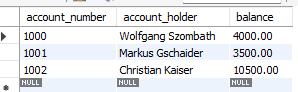 account_number account_holder balance
1000 Wolfgang Szombath 4000.00
1001 Markus Gschaider 3500.00
1002 Christian Kaiser 10500.00
NULL NULL NULL